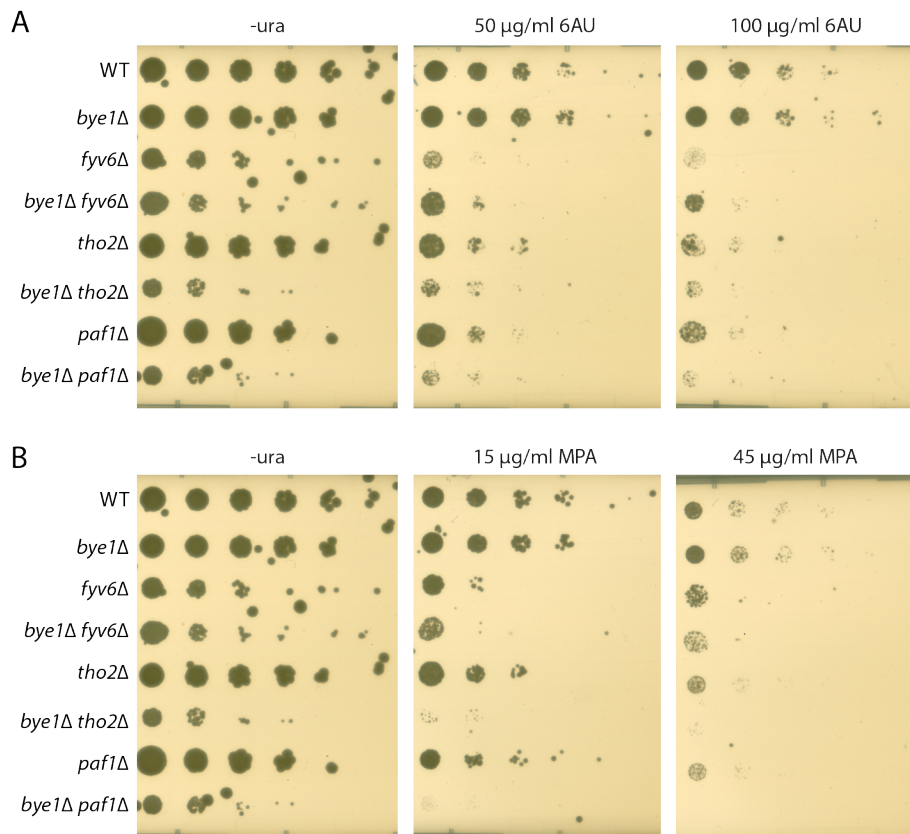 A
-ura
50 µg/ml 6AU
100 µg/ml 6AU
WT
bye1Δ
fyv6Δ
bye1Δ fyv6Δ
tho2Δ
bye1Δ tho2Δ
paf1Δ
bye1Δ paf1Δ
B
-ura
15 µg/ml MPA
45 µg/ml MPA
WT
bye1Δ
fyv6Δ
bye1Δ fyv6Δ
tho2Δ
bye1Δ tho2Δ
paf1Δ
bye1Δ paf1Δ